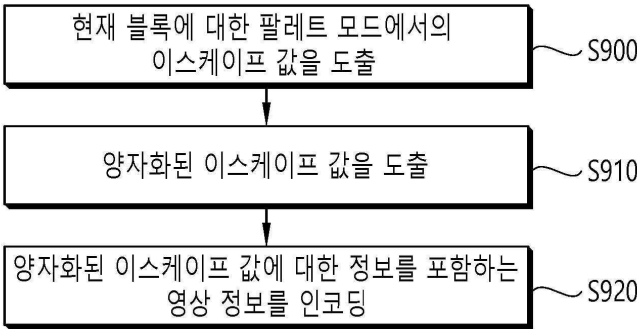 현재 블록에 대한 팔레트 모드에서의
이스케이프 값을 도출
S900
양자화된 이스케이프 값을 도출
S910
양자화된 이스케이프 값에 대한 정보를 포함하는
영상 정보를 인코딩
S920